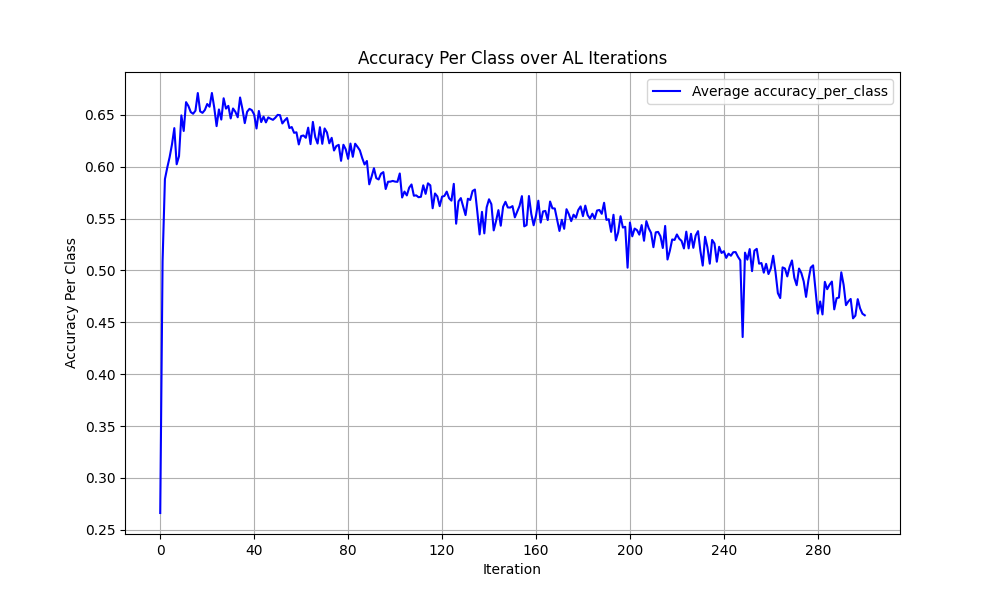 Accuracy Per Class over AL Iterations
Average accuracy_per_class
0.65
0.60
0.55
0.50
0.45
0.40
0.35
0.30
0.25
Accuracy Per Class
0 40 80 120 160 200 240 280
Iteration